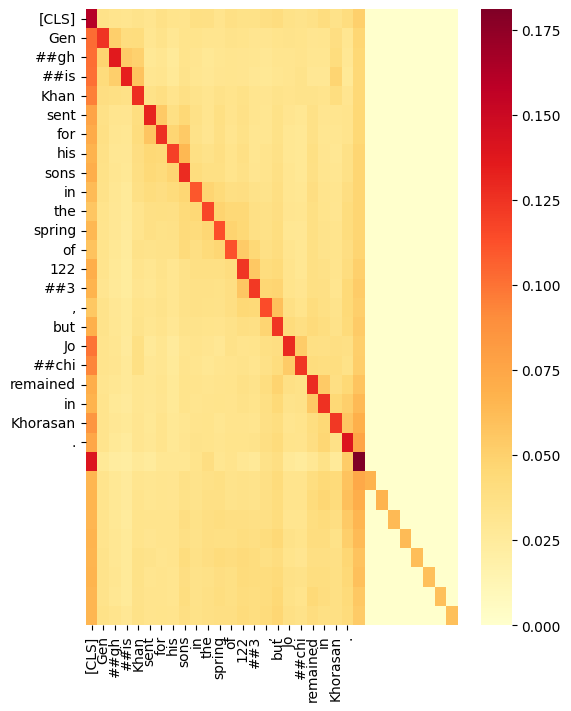 [CLS]
Gen
##gh
##is
Khan
sent
for
his
sons
in
the
spring
of
122
##3
,
but
Jo
##chi
remained
in
Khorasan
.
0.175
0.150
0.125
0.100
0.075
0.050
0.025
0.000
[CLS]
Gen
##gh
##is
Khan
sent
for
his
sons
in
the
spring
of
122
##3
,
but
Jo
##chi
remained
in
Khorasan
.